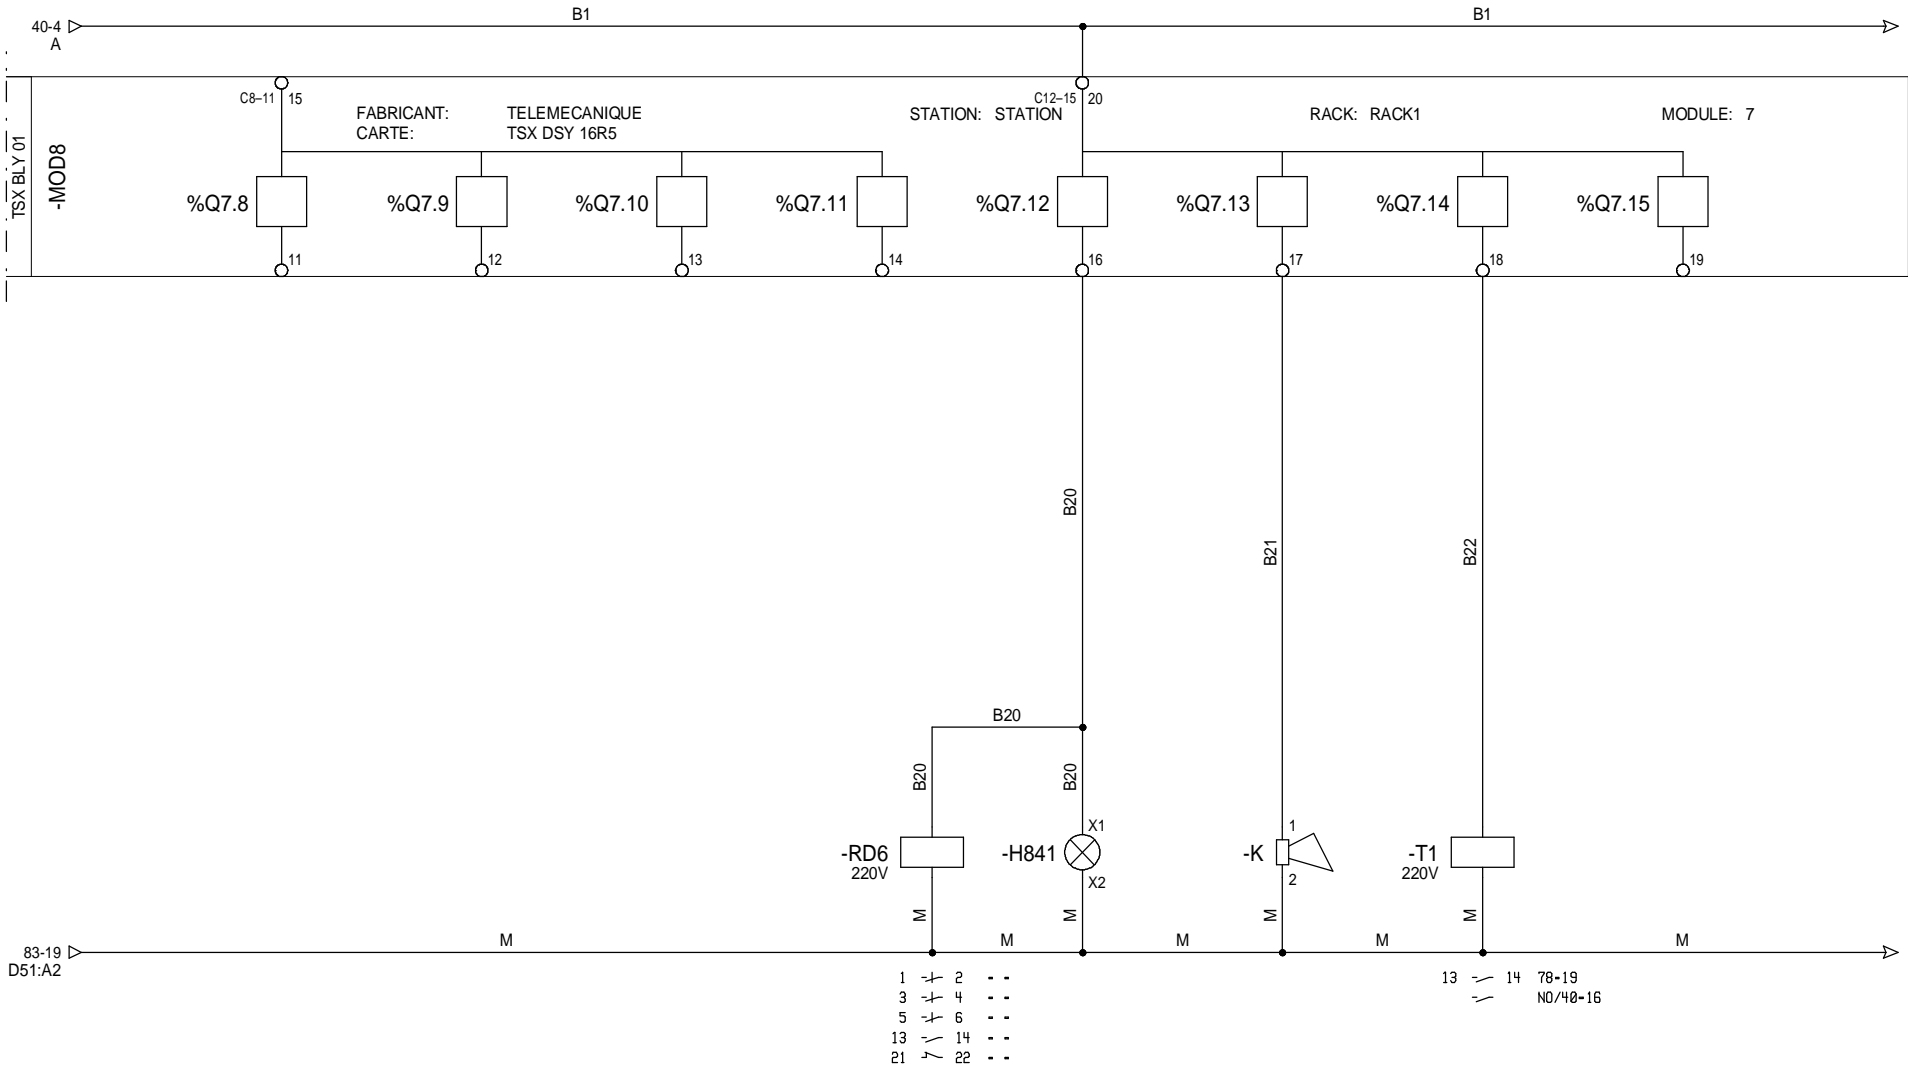 B1 B1
40-4
A
C8–11 15 C12–15 20
FABRICANT: TELEMECANIQUE STATION: STATION RACK: RACK1 MODULE: 7
CARTE: TSX DSY 16R5
TSX BLY 01
-MOD8
%Q7.8 %Q7.9 %Q7.10 %Q7.11 %Q7.12 %Q7.13 %Q7.14 %Q7.15
11 12 13 14 16 17 18 19
B20
B21
B22
B20
B20 B20
X1 1
-RD6 -H841 -K -T1
220V 220V
X2 2
M M M M
M M M M M
83-19
D51:A2
1 2 - -
3 4 - -
5 6 - -
13 14 - -
21 22 - -
13 14 78-19
NO/40-16